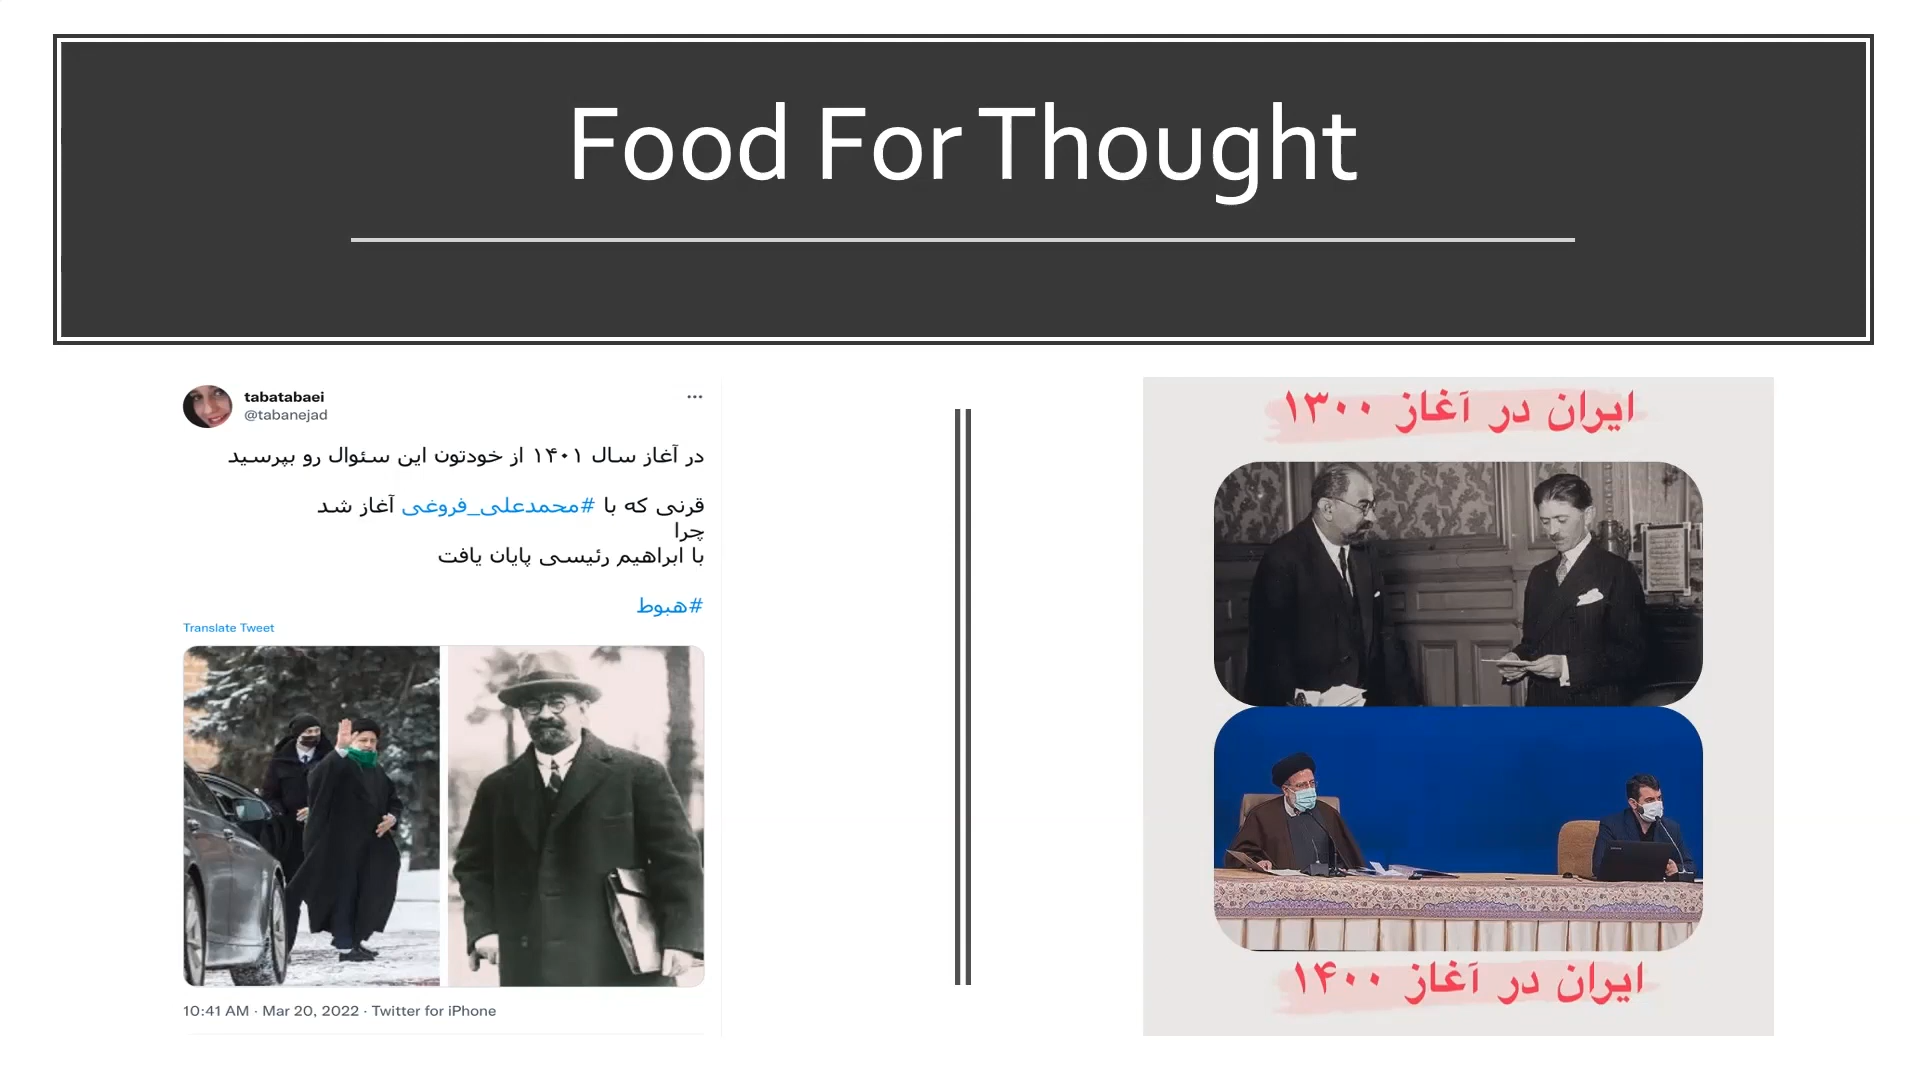 Food For Thought
tabatabaei
@tabanejad
در آغاز سال ۱۴۰۱ از خودتون این سئوال رو بپرسید
قرنی که با #محمدعلی_فروغی آغاز شد
چرا
با ابراهیم رئیسی پایان یافت
#هبوط
Translate Tweet
10:41 AM · Mar 20, 2022 · Twitter for iPhone
ایران در آغاز ۱۳۰۰
ایران در آغاز ۱۴۰۰